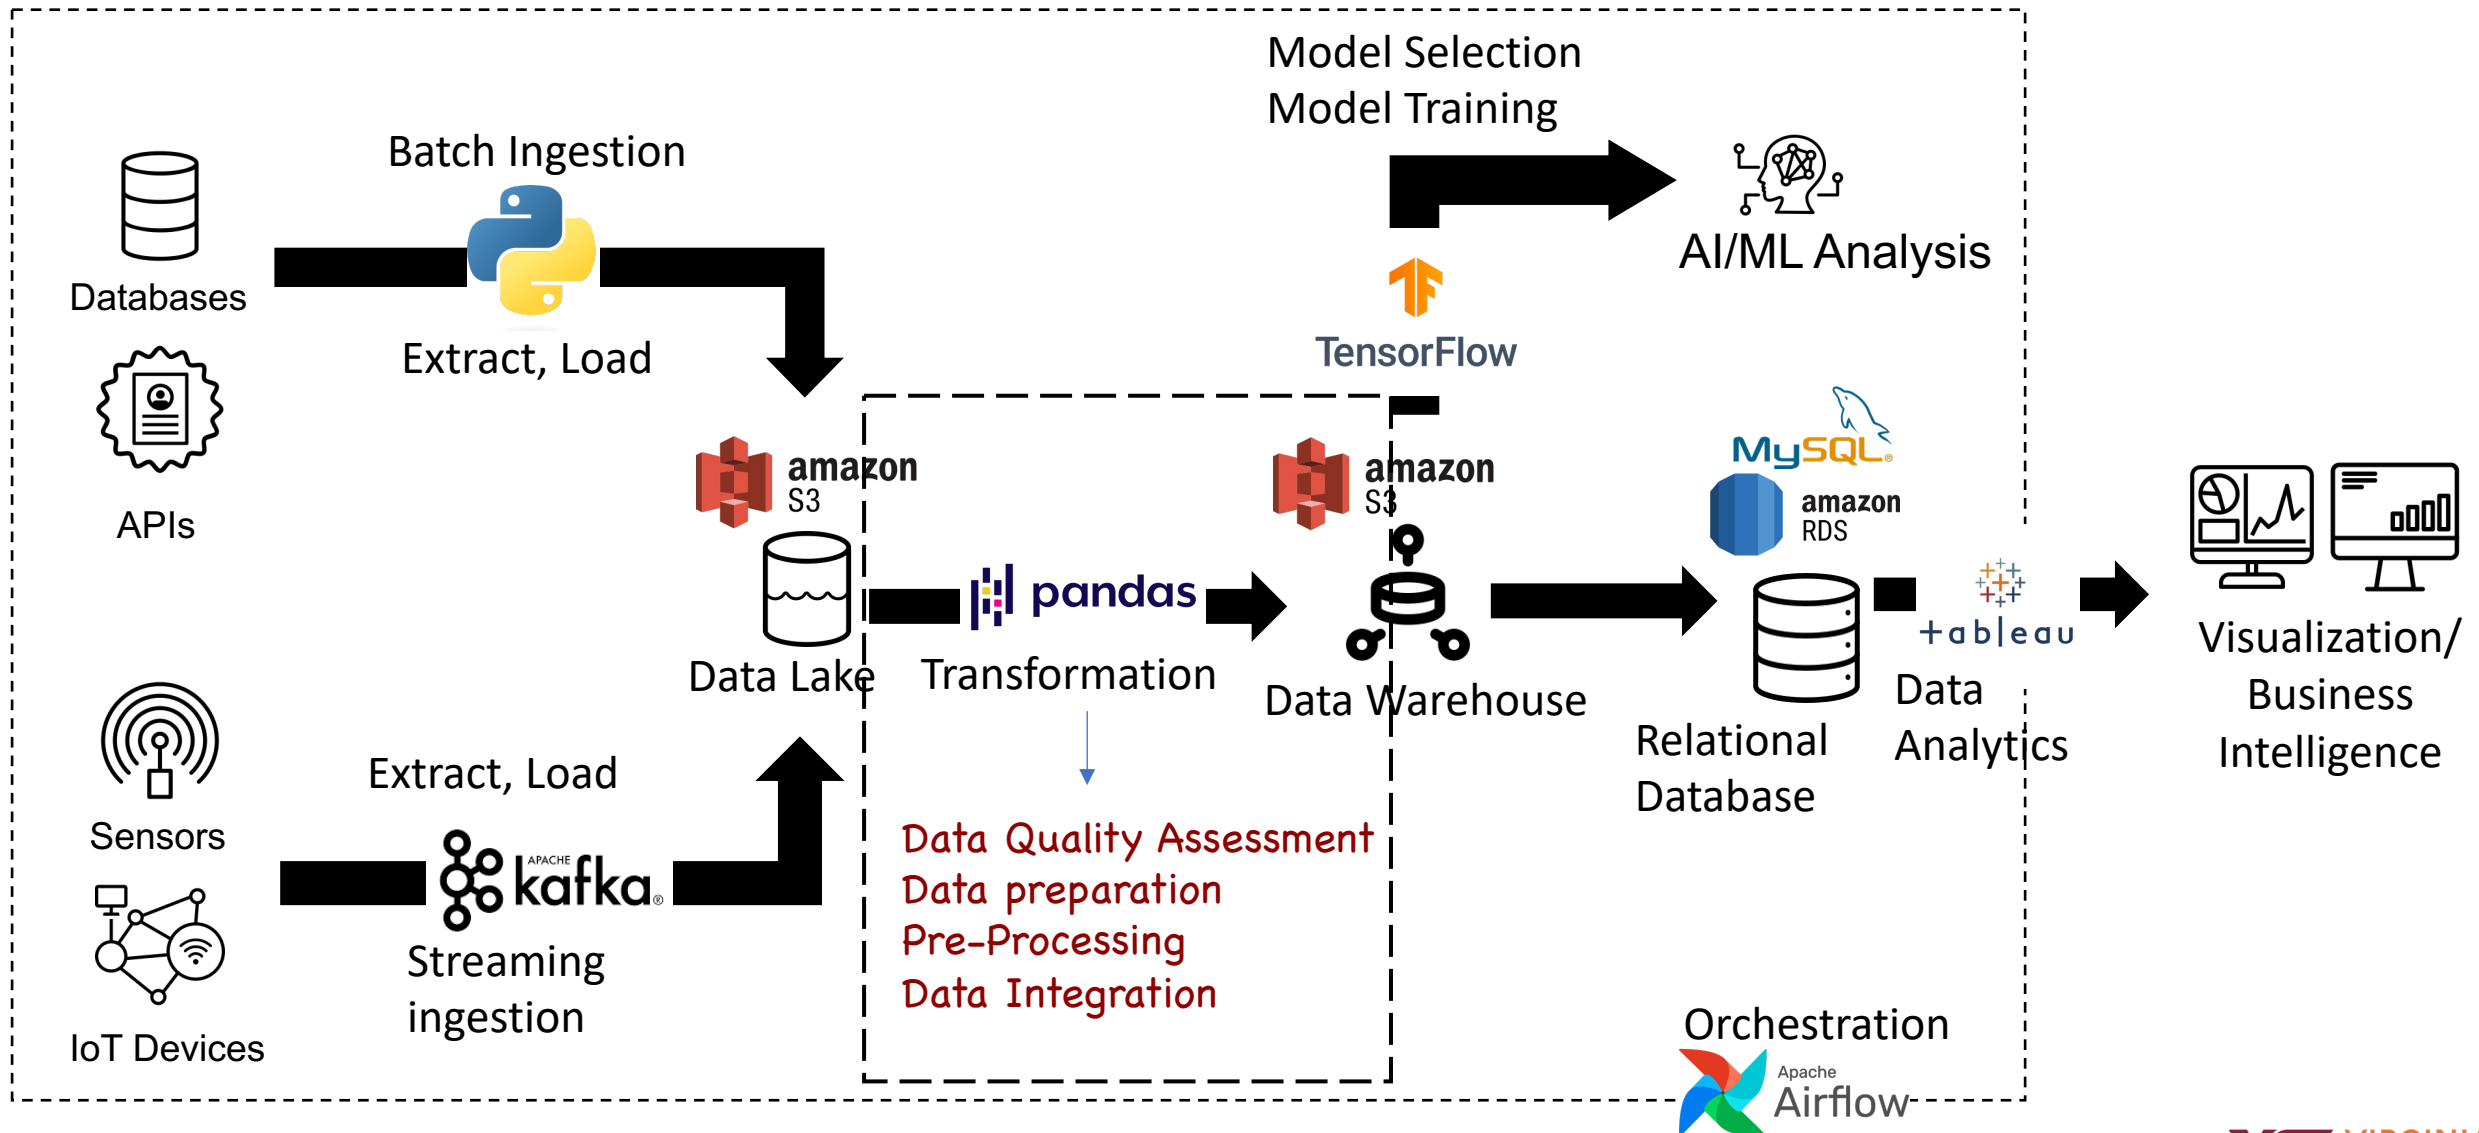 Model Selection
Model Training
Batch Ingestion
Databases
Extract, Load
APIs
AI/ML Analysis
TensorFlow
amazon
S3
Data Lake
pandas
Transformation
amazon
S3
Data Warehouse
MySQL®
amazon
RDS
Relational
Database
+ableau
Data
Analytics
Visualization/
Business
Intelligence
Sensors
IoT Devices
Extract, Load
APACHE
kafka®
Streaming
ingestion
Data Quality Assessment
Data preparation
Pre-Processing
Data Integration
Orchestration
Apache
Airflow